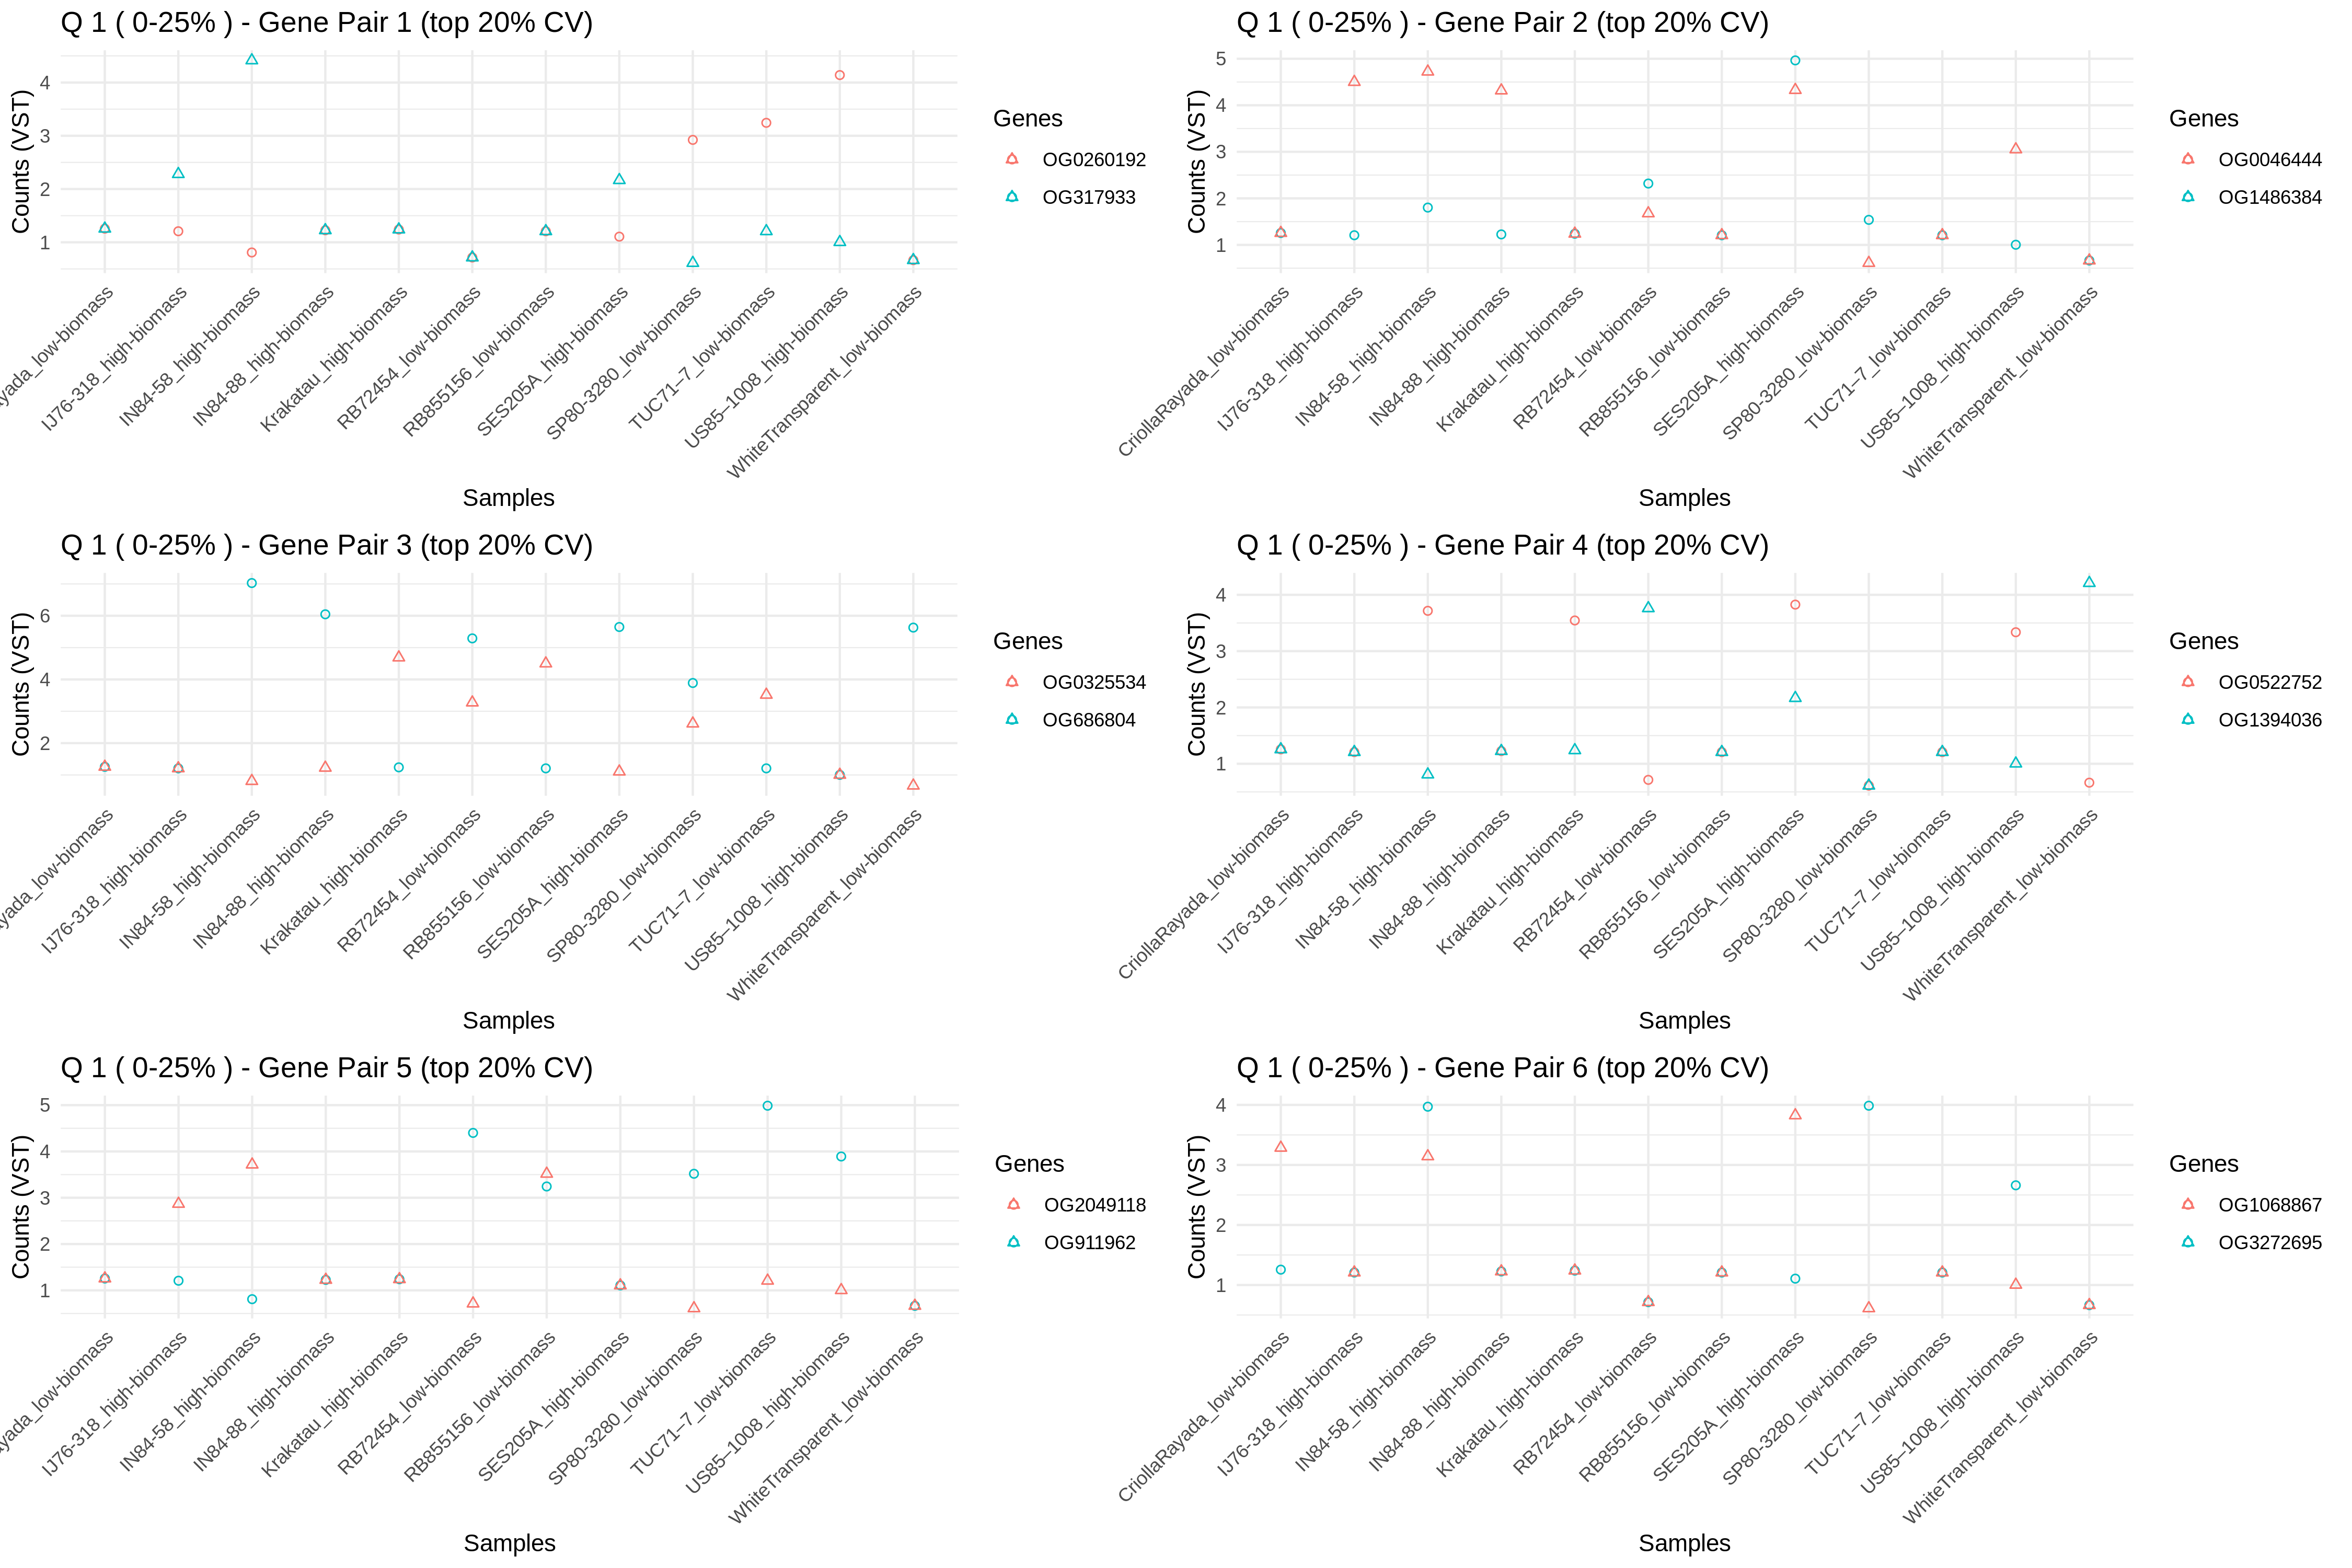 Q 1 ( 0-25% ) - Gene Pair 1 (top 20% CV)
Counts (VST)
4
3
2
1
yada_low-biomass
IJ76-318_high-biomass
IN84-58_high-biomass
IN84-88_high-biomass
Krakatau_high-biomass
RB72454_low-biomass
RB855156_low-biomass
SES205A_high-biomass
SP80-3280_low-biomass
TUC71–7_low-biomass
US85–1008_high-biomass
WhiteTransparent_low-biomass
Samples
Genes
OG0260192
OG317933
Q 1 ( 0-25% ) - Gene Pair 2 (top 20% CV)
Counts (VST)
5
4
3
2
1
CriollaRayada_low-biomass
IJ76-318_high-biomass
IN84-58_high-biomass
IN84-88_high-biomass
Krakatau_high-biomass
RB72454_low-biomass
RB855156_low-biomass
SES205A_high-biomass
SP80-3280_low-biomass
TUC71–7_low-biomass
US85–1008_high-biomass
WhiteTransparent_low-biomass
Samples
Genes
OG0046444
OG1486384
Q 1 ( 0-25% ) - Gene Pair 3 (top 20% CV)
Counts (VST)
6
4
2
yada_low-biomass
IJ76-318_high-biomass
IN84-58_high-biomass
IN84-88_high-biomass
Krakatau_high-biomass
RB72454_low-biomass
RB855156_low-biomass
SES205A_high-biomass
SP80-3280_low-biomass
TUC71–7_low-biomass
US85–1008_high-biomass
WhiteTransparent_low-biomass
Samples
Genes
OG0325534
OG686804
Q 1 ( 0-25% ) - Gene Pair 4 (top 20% CV)
Counts (VST)
4
3
2
1
CriollaRayada_low-biomass
IJ76-318_high-biomass
IN84-58_high-biomass
IN84-88_high-biomass
Krakatau_high-biomass
RB72454_low-biomass
RB855156_low-biomass
SES205A_high-biomass
SP80-3280_low-biomass
TUC71–7_low-biomass
US85–1008_high-biomass
WhiteTransparent_low-biomass
Samples
Genes
OG0522752
OG1394036
Q 1 ( 0-25% ) - Gene Pair 5 (top 20% CV)
Counts (VST)
5
4
3
2
1
yada_low-biomass
IJ76-318_high-biomass
IN84-58_high-biomass
IN84-88_high-biomass
Krakatau_high-biomass
RB72454_low-biomass
RB855156_low-biomass
SES205A_high-biomass
SP80-3280_low-biomass
TUC71–7_low-biomass
US85–1008_high-biomass
WhiteTransparent_low-biomass
Samples
Genes
OG2049118
OG911962
Q 1 ( 0-25% ) - Gene Pair 6 (top 20% CV)
Counts (VST)
4
3
2
1
CriollaRayada_low-biomass
IJ76-318_high-biomass
IN84-58_high-biomass
IN84-88_high-biomass
Krakatau_high-biomass
RB72454_low-biomass
RB855156_low-biomass
SES205A_high-biomass
SP80-3280_low-biomass
TUC71–7_low-biomass
US85–1008_high-biomass
WhiteTransparent_low-biomass
Samples
Genes
OG1068867
OG3272695